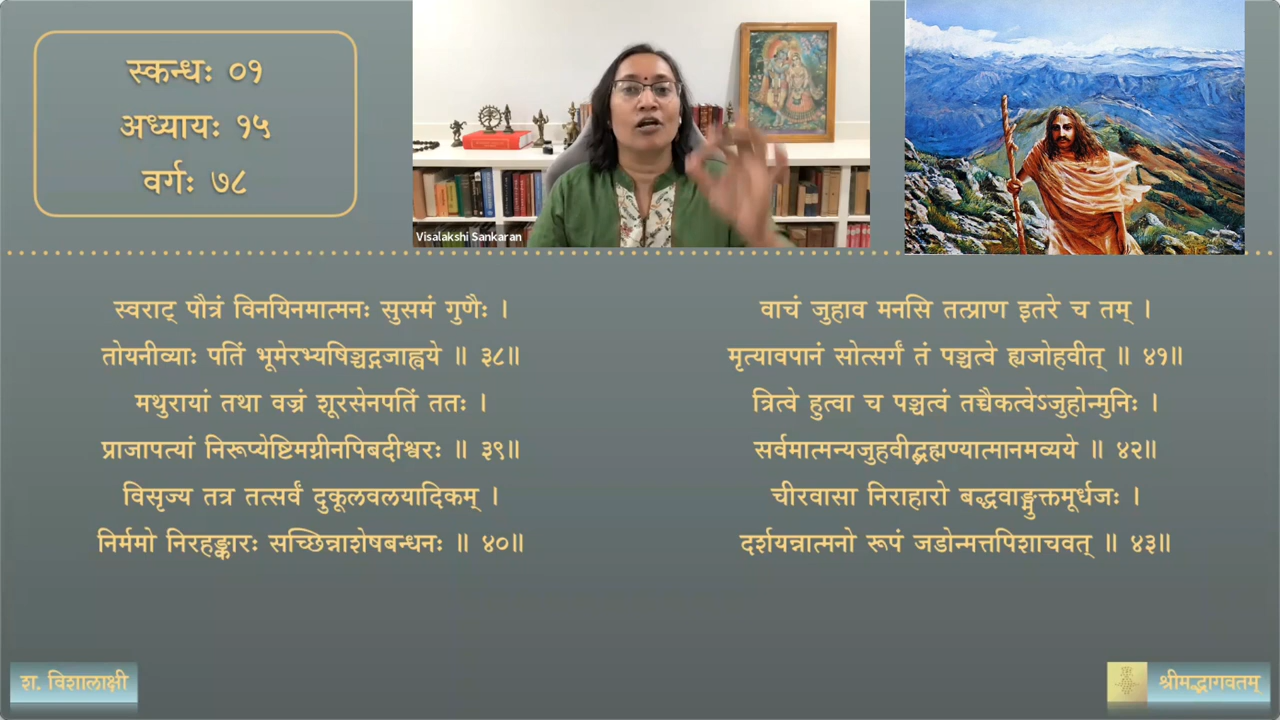 स्कन्धः ०१
अध्यायः १५
वर्गः ७८
Visalakshi Sankaran
स्वराट् पौत्रं विनयिनमात्मनः सुसमं गुणैः ।
तोयनीव्याः पतिं भूमेरभ्यषिञ्चद्गजाह्वये ॥ ३८॥
मथुरायां तथा वज्रं शूरसेनपतिं ततः ।
प्राजापत्यां निरूप्येष्टिमग्नीनपिबदीश्वरः ॥ ३९॥
विसृज्य तत्र तत्सर्वं दुकूलवलयादिकम् ।
निर्ममो निरहङ्कारः सच्छिन्नाशेषबन्धनः ॥ ४०॥
वाचं जुहाव मनसि तत्प्राण इतरे च तम् ।
मृत्यावपानं सोत्सर्गं तं पञ्चत्वे ह्यजोहवीत् ॥ ४१॥
त्रित्वे हुत्वा च पञ्चत्वं तच्चैकत्वेऽजुहोन्मुनिः ।
सर्वमात्मन्यजुहवीद्ब्रह्मण्यात्मानमव्यये ॥ ४२॥
चीरवासा निराहारो बद्धवाङ्मुक्तमूर्धजः ।
दर्शयन्नात्मनो रूपं जडोन्मत्तपिशाचवत् ॥ ४३॥
श. विशालाक्षी
श्रीमद्भागवतम्